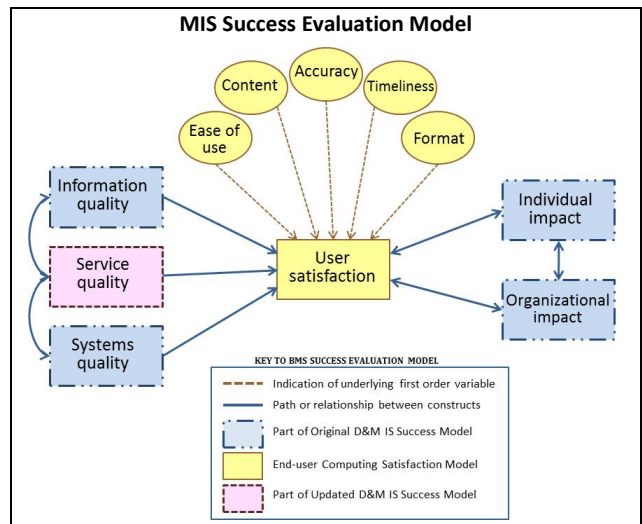 MIS Success Evaluation Model
Accuracy
Content
Timeliness
Ease of
use
Format
Information
quality
Individual
impact
Service
quality
User
satisfaction
Organizational
impact
Systems
quality
KEY TO BMS SUCCESS EVALUATION MODEL
Indication of underlying first order variable
Path or relationship between constructs
Part of Original D&M IS Success Model
End-user Computing Satisfaction Model
Part of Updated D&M IS Success Model